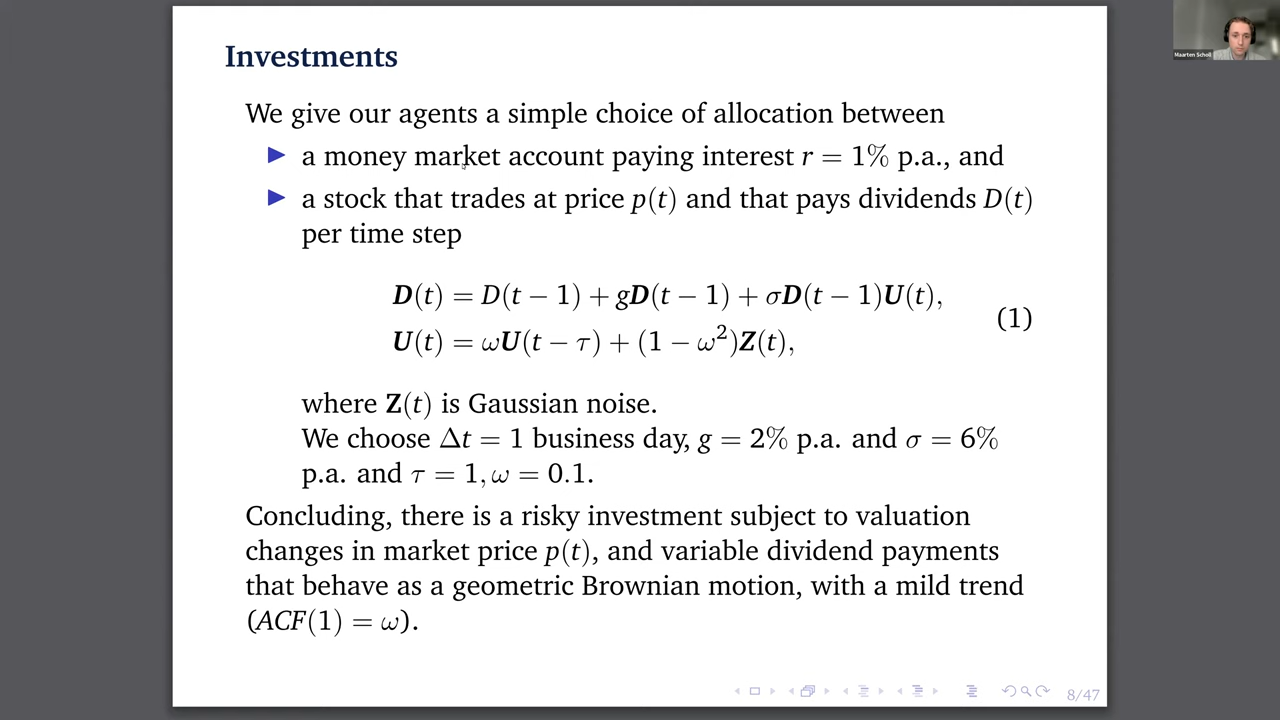 Investments
We give our agents a simple choice of allocation between
▶ a money market account paying interest r = 1% p.a., and
▶ a stock that trades at price p(t) and that pays dividends D(t)
per time step
D(t) = D(t − 1) + gD(t − 1) + σD(t − 1)U(t),
U(t) = ωU(t − τ) + (1 − ω²)Z(t),
(1)
where Z(t) is Gaussian noise.
We choose Δt = 1 business day, g = 2% p.a. and σ = 6%
p.a. and τ = 1, ω = 0.1.
Concluding, there is a risky investment subject to valuation
changes in market price p(t), and variable dividend payments
that behave as a geometric Brownian motion, with a mild trend
(ACF(1) = ω).
8/47
Maarten Scholl